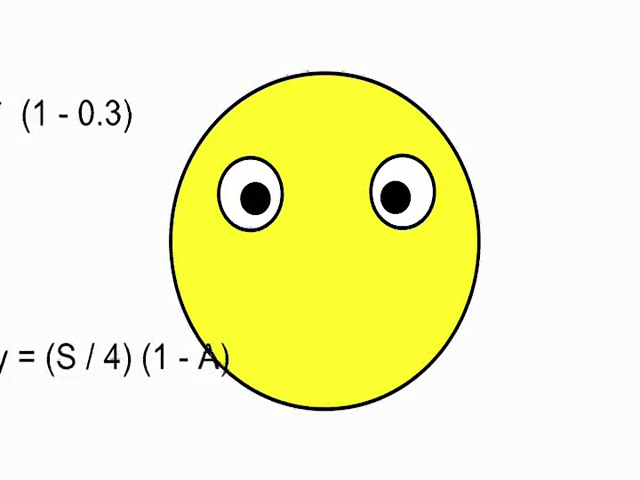 (1 - 0.3)
y = (S / 4) (1 - A)